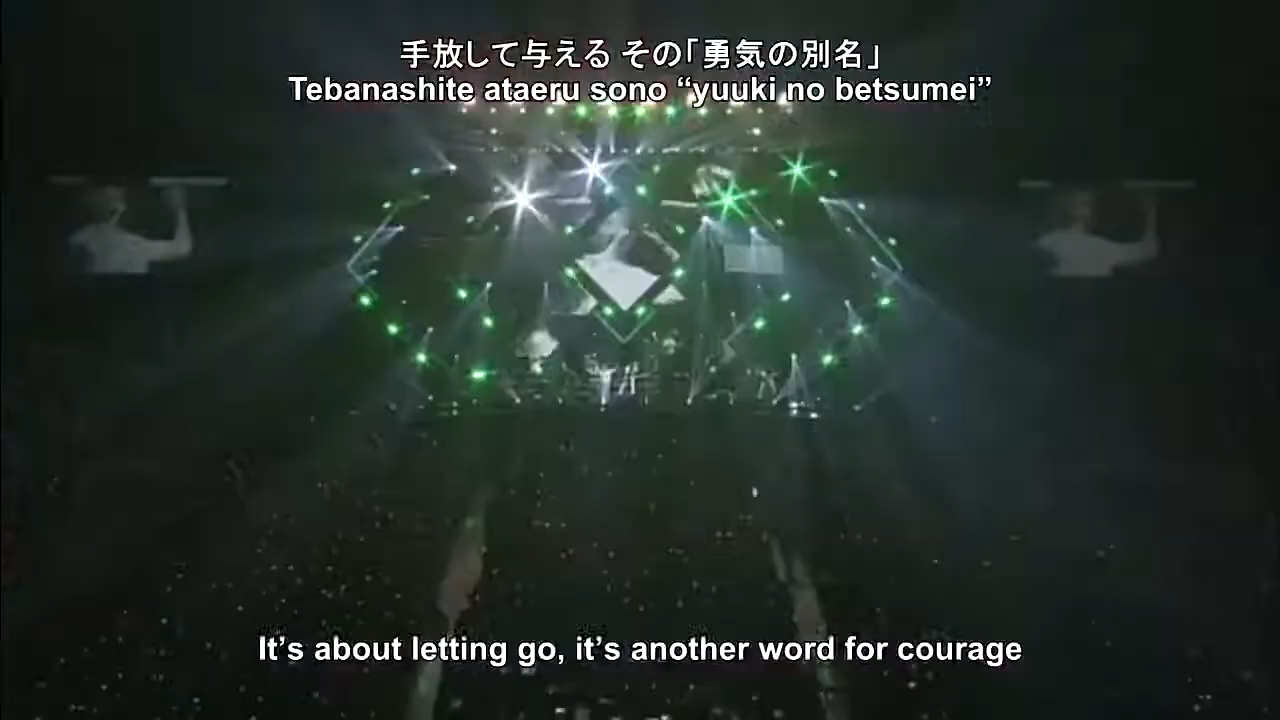 手放して与える その「勇気の別名」
Tebanashite ataeru sono “yuuki no betsumei”
It’s about letting go, it’s another word for courage